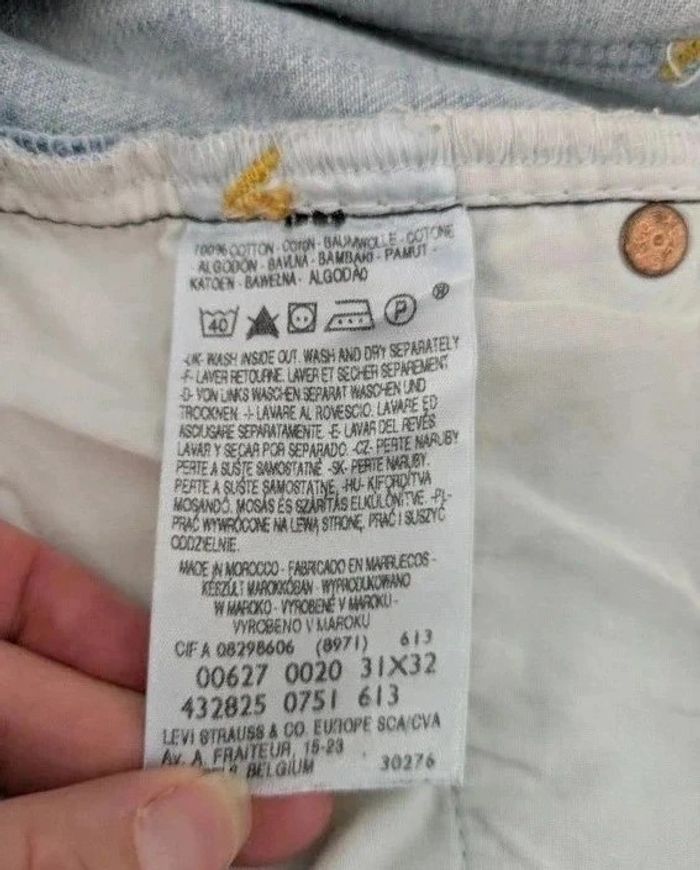 100% COTTON - COTON - BAUMWOLLE - COTONE
ALGODON - BAVLNA - BAMBAKI - PAMUT -
KATOEN - BAWEŁNA - ALGODÃO
40 P ®
-UK- WASH INSIDE OUT. WASH AND DRY SEPARATELY
-F- LAVER RETOURNE. LAVER ET SECHER SEPAREMENT
-D- VON LINKS WASCHEN SEPARAT WASCHEN UND
TROCKNEN -I- LAVARE AL ROVESCIO. LAVARE ED
ASCIUGARE SEPARATAMENTE -E- LAVAR DEL REVÉS
LAVAR Y SECAR POR SEPARADO. -CZ- PERTE NARUBY
PERTE A SUŠTE SAMOSTATNĚ -SK- PERTE NARUBY.
PERTE A SUŠTE SAMOSTATNE, -HU- KIFORDÍTVA
MOSANDÓ. MOSÁS ÉS SZÁRÍTÁS ELKÜLÖNÍTVE. -PL-
PRAĆ WYWRÓCONE NA LEWĄ STRONĘ, PRAĆ I SUSZYĆ
ODDZIELNIE.
MADE IN MOROCCO - FABRICADO EN MARRUECOS -
KÉSZÜLT MAROKKÓBAN - WYPRODUKOWANO
W MAROKO - VYROBENÉ V MAROKU -
VYROBENO V MAROKU
CIF A 08298606 (8971) 613
00627 0020 31X32
432825 0751 613
LEVI STRAUSS & CO. EUROPE SCA/CVA
AV. A. FRAITEUR, 15-23
BELGIUM 30276